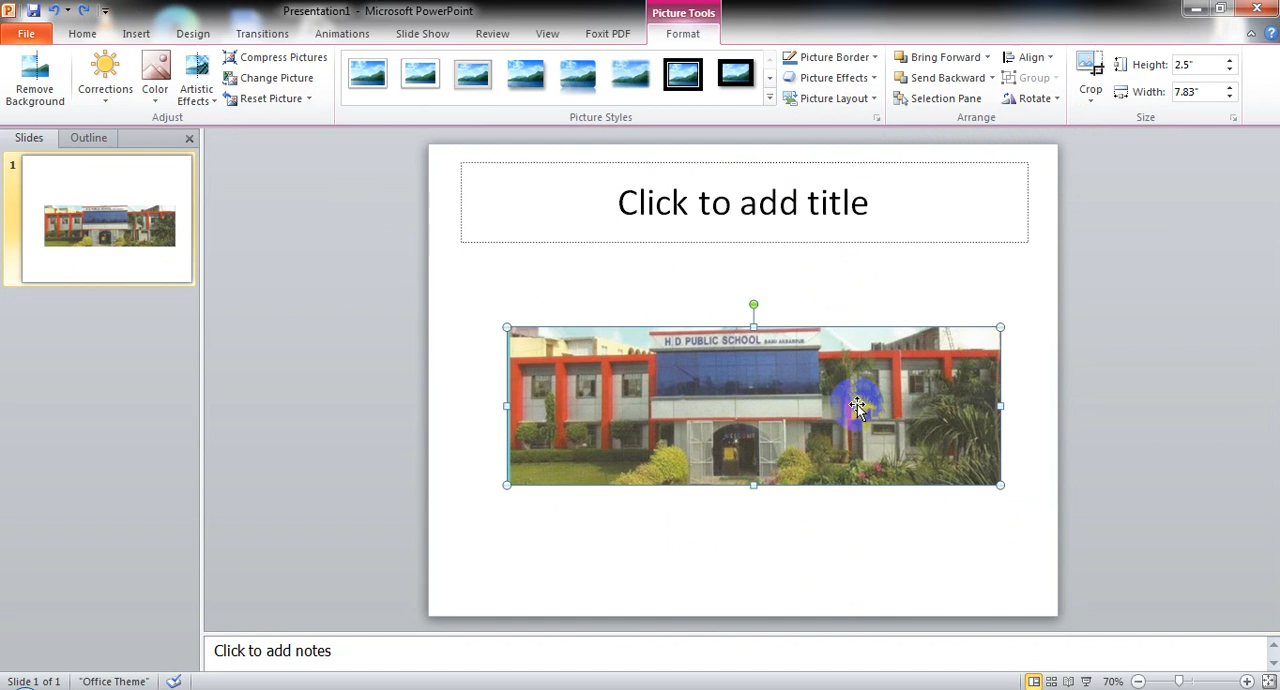 Presentation1 - Microsoft PowerPoint
Picture Tools
File
Home
Insert
Design
Transitions
Animations
Slide Show
Review
View
Foxit PDF
Format
Remove
Background
Corrections
Color
Artistic
Effects
Compress Pictures
Change Picture
Reset Picture
Adjust
Picture Styles
Picture Border
Picture Effects
Picture Layout
Bring Forward
Send Backward
Selection Pane
Align
Group
Rotate
Arrange
Crop
Height: 2.5"
Width: 7.83"
Size
Slides
Outline
1
Click to add title
H.D PUBLIC SCHOOL BAHU AKBARPUR
Click to add notes
Slide 1 of 1
"Office Theme"
70%